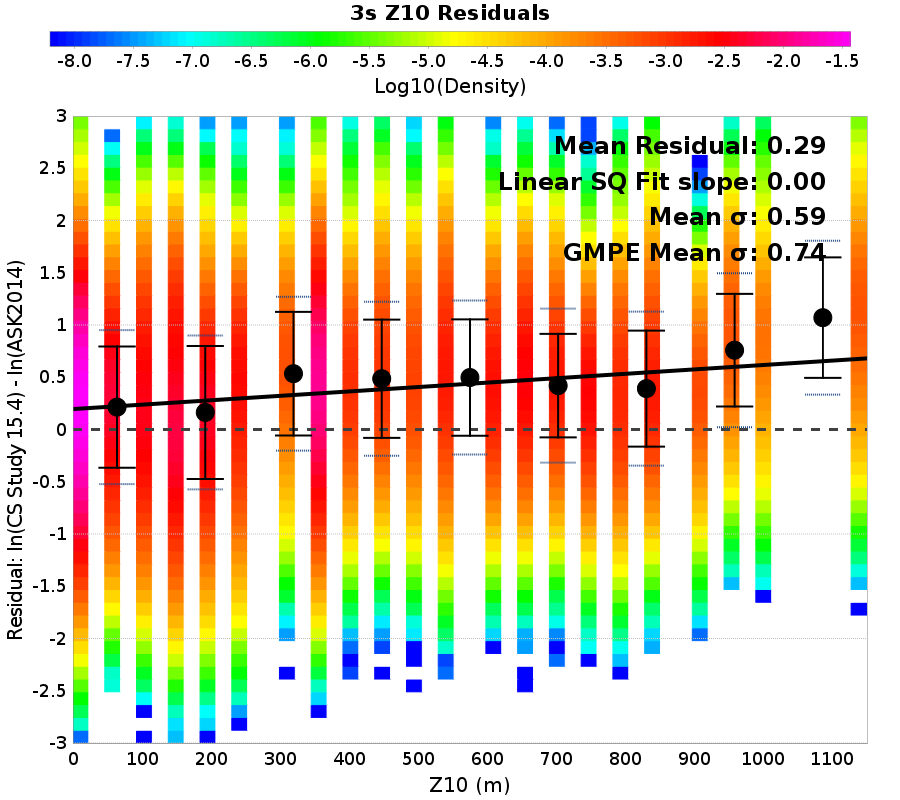 3s Z10 Residuals
-8.0 -7.5 -7.0 -6.5 -6.0 -5.5 -5.0 -4.5 -4.0 -3.5 -3.0 -2.5 -2.0 -1.5
Log10(Density)
Mean Residual: 0.29
Linear SQ Fit slope: 0.00
Mean σ: 0.59
GMPE Mean σ: 0.74
Residual: ln(CS Study 15.4) - ln(ASK2014)
3
2.5
2
1.5
1
0.5
0
-0.5
-1
-1.5
-2
-2.5
-3
0 100 200 300 400 500 600 700 800 900 1000 1100
Z10 (m)